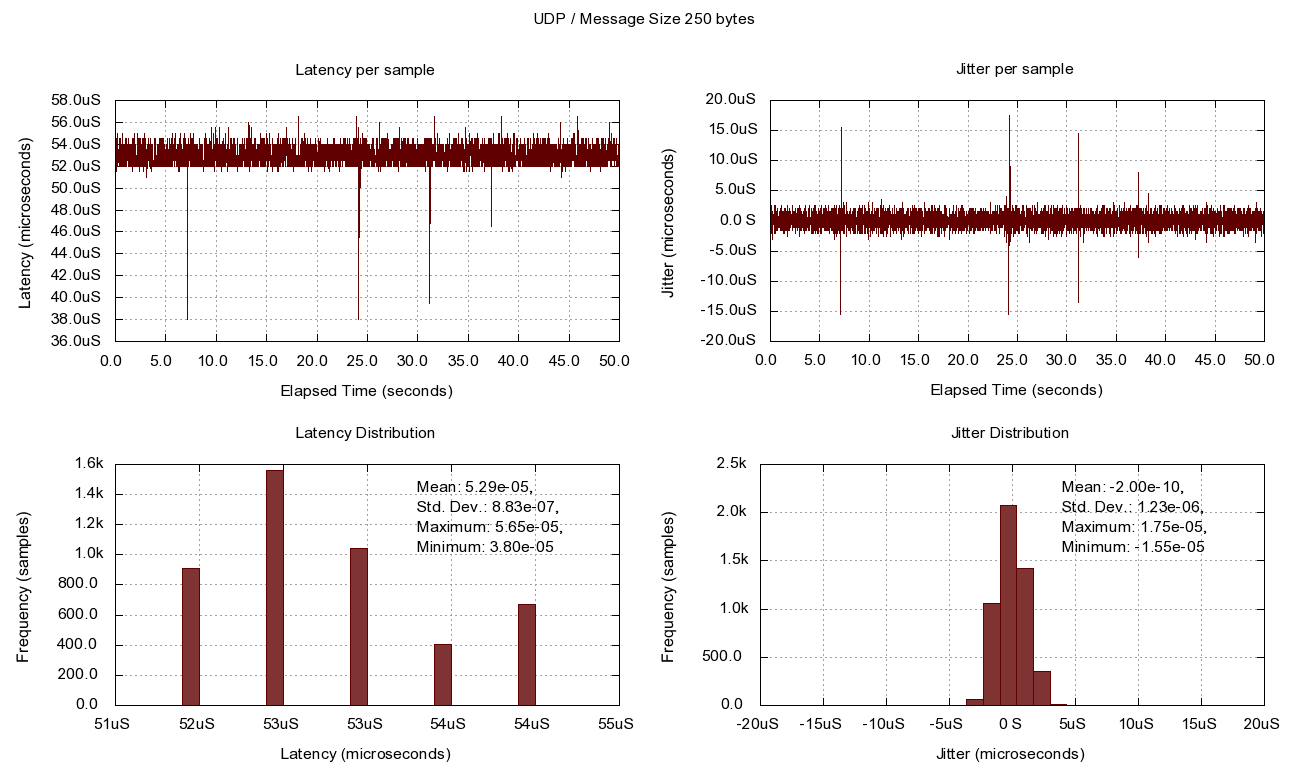 UDP / Message Size 250 bytes
Latency per sample
58.0uS
56.0uS
54.0uS
52.0uS
50.0uS
48.0uS
46.0uS
44.0uS
42.0uS
40.0uS
38.0uS
36.0uS
Latency (microseconds)
0.0 5.0 10.0 15.0 20.0 25.0 30.0 35.0 40.0 45.0 50.0
Elapsed Time (seconds)
Jitter per sample
20.0uS
15.0uS
10.0uS
5.0uS
0.0 S
-5.0uS
-10.0uS
-15.0uS
-20.0uS
Jitter (microseconds)
0.0 5.0 10.0 15.0 20.0 25.0 30.0 35.0 40.0 45.0 50.0
Elapsed Time (seconds)
Latency Distribution
1.6k
1.4k
1.2k
1.0k
800.0
600.0
400.0
200.0
0.0
Frequency (samples)
Mean: 5.29e-05,
Std. Dev.: 8.83e-07,
Maximum: 5.65e-05,
Minimum: 3.80e-05
51uS 52uS 53uS 53uS 54uS 54uS 55uS
Latency (microseconds)
Jitter Distribution
2.5k
2.0k
1.5k
1.0k
500.0
0.0
Frequency (samples)
Mean: -2.00e-10,
Std. Dev.: 1.23e-06,
Maximum: 1.75e-05,
Minimum: -1.55e-05
-20uS -15uS -10uS -5uS 0 S 5uS 10uS 15uS 20uS
Jitter (microseconds)